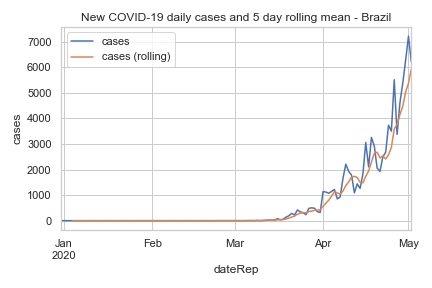 New COVID-19 daily cases and 5 day rolling mean - Brazil
cases
cases (rolling)
7000
6000
5000
4000
3000
2000
1000
0
cases
Jan
2020
Feb
Mar
Apr
May
dateRep